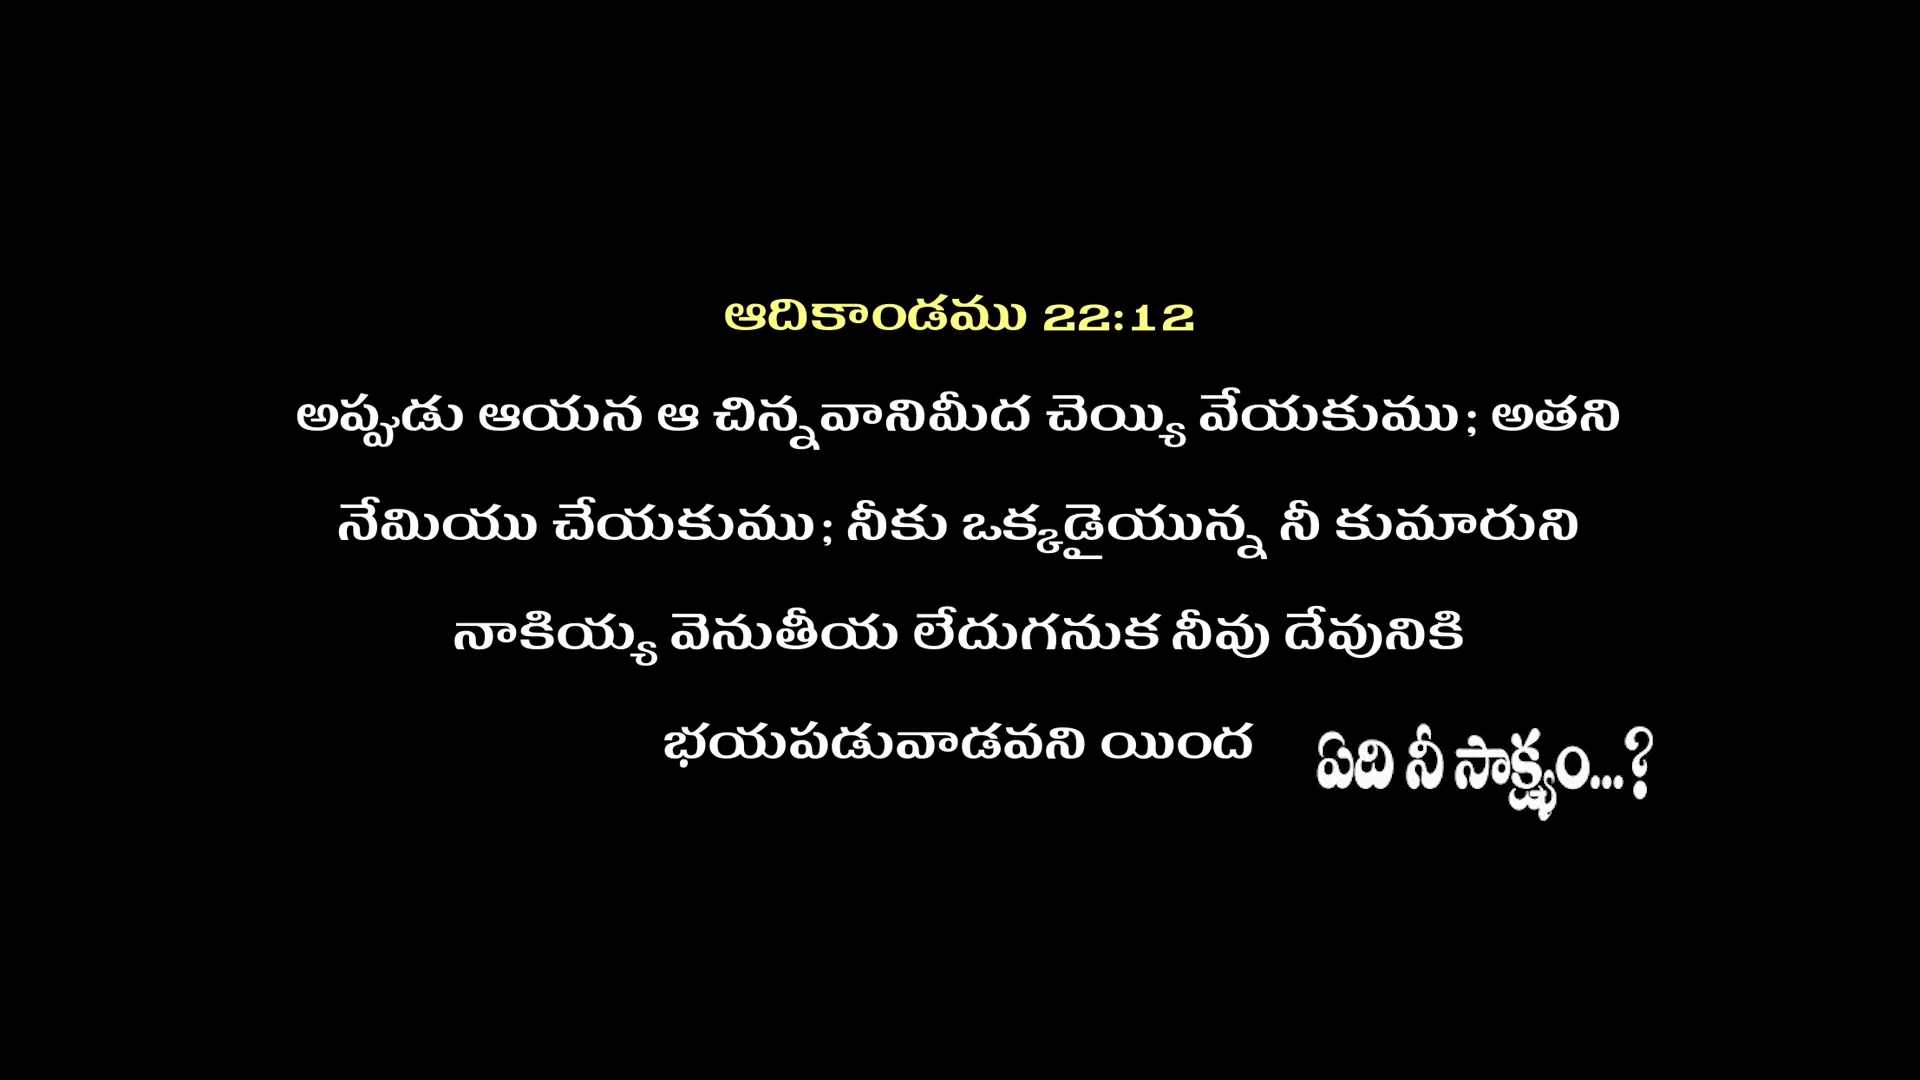 ఆదికాండము 22:12
అప్పుడు ఆయన ఆ చిన్నవానిమీద చెయ్యి వేయకుము; అతని
నేమియు చేయకుము; నీకు ఒక్కడైయున్న నీ కుమారుని
నాకియ్య వెనుతీయ లేదుగనుక నీవు దేవునికి
భయపడువాడవని యింద
ఏది నీ సాక్ష్యం...?